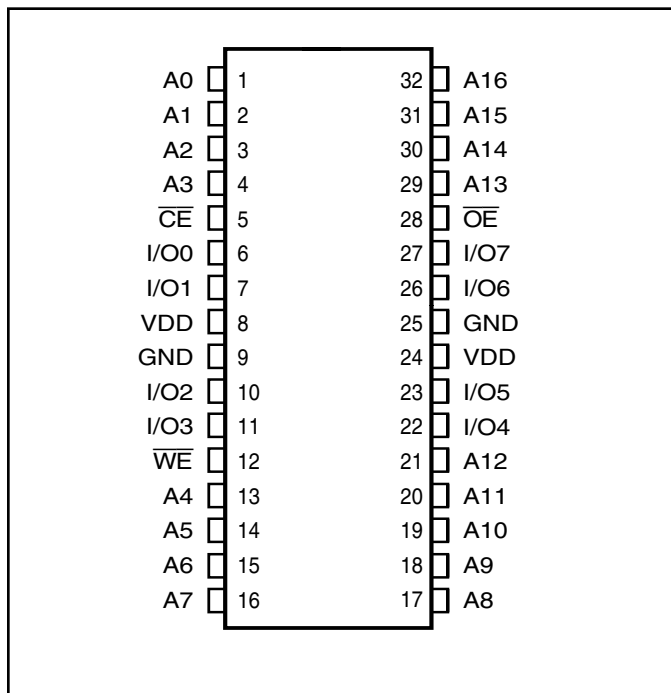 A0 1 32 A16
A1 2 31 A15
A2 3 30 A14
A3 4 29 A13
C̅E̅ 5 28 O̅E̅
I/O0 6 27 I/O7
I/O1 7 26 I/O6
VDD 8 25 GND
GND 9 24 VDD
I/O2 10 23 I/O5
I/O3 11 22 I/O4
W̅E̅ 12 21 A12
A4 13 20 A11
A5 14 19 A10
A6 15 18 A9
A7 16 17 A8